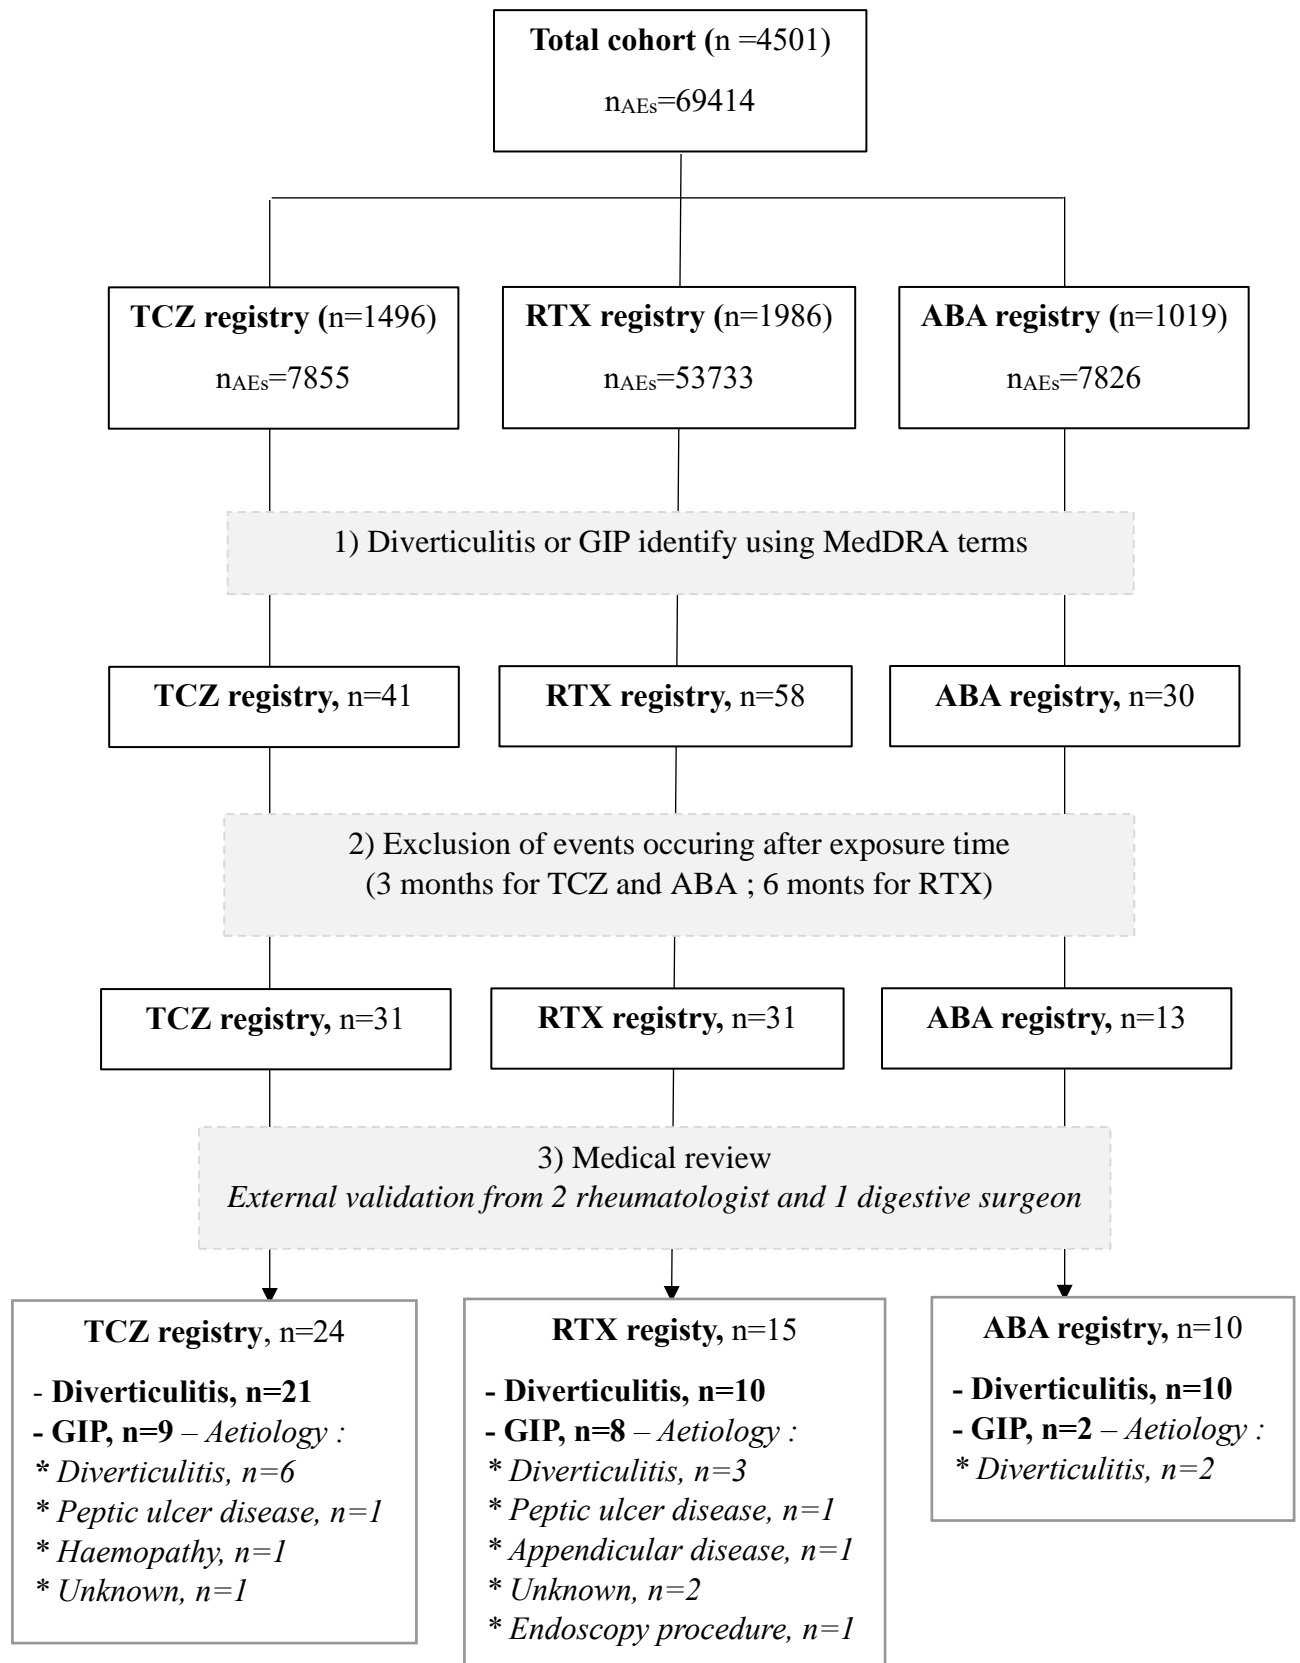 Total cohort (n =4501)
nAEs=69414
TCZ registry (n=1496)
nAEs=7855
RTX registry (n=1986)
nAEs=53733
ABA registry (n=1019)
nAEs=7826
1) Diverticulitis or GIP identify using MedDRA terms
TCZ registry, n=41
RTX registry, n=58
ABA registry, n=30
2) Exclusion of events occuring after exposure time
(3 months for TCZ and ABA ; 6 monts for RTX)
TCZ registry, n=31
RTX registry, n=31
ABA registry, n=13
3) Medical review
External validation from 2 rheumatologist and 1 digestive surgeon
TCZ registry, n=24
- Diverticulitis, n=21
- GIP, n=9 – Aetiology :
* Diverticulitis, n=6
* Peptic ulcer disease, n=1
* Haemopathy, n=1
* Unknown, n=1
RTX registy, n=15
- Diverticulitis, n=10
- GIP, n=8 – Aetiology :
* Diverticulitis, n=3
* Peptic ulcer disease, n=1
* Appendicular disease, n=1
* Unknown, n=2
* Endoscopy procedure, n=1
ABA registry, n=10
- Diverticulitis, n=10
- GIP, n=2 – Aetiology :
* Diverticulitis, n=2